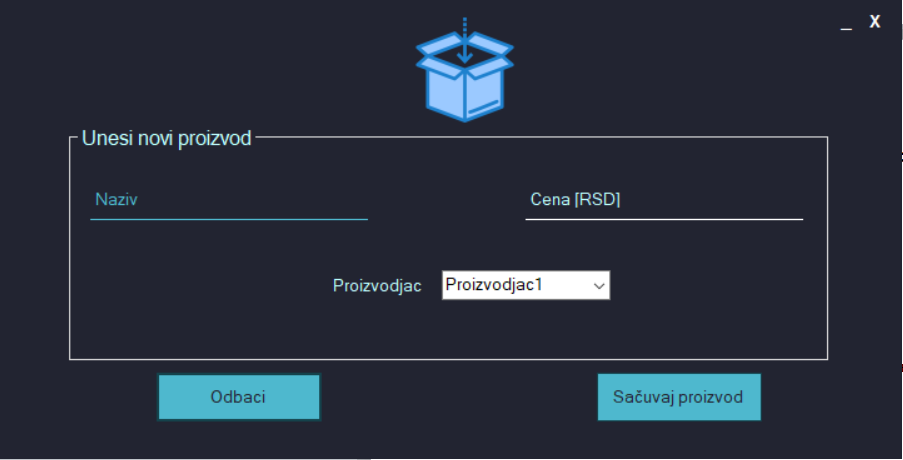 _ X
Unesi novi proizvod
Naziv
Cena [RSD]
Proizvodjac Proizvodjac1
Odbaci
Sačuvaj proizvod